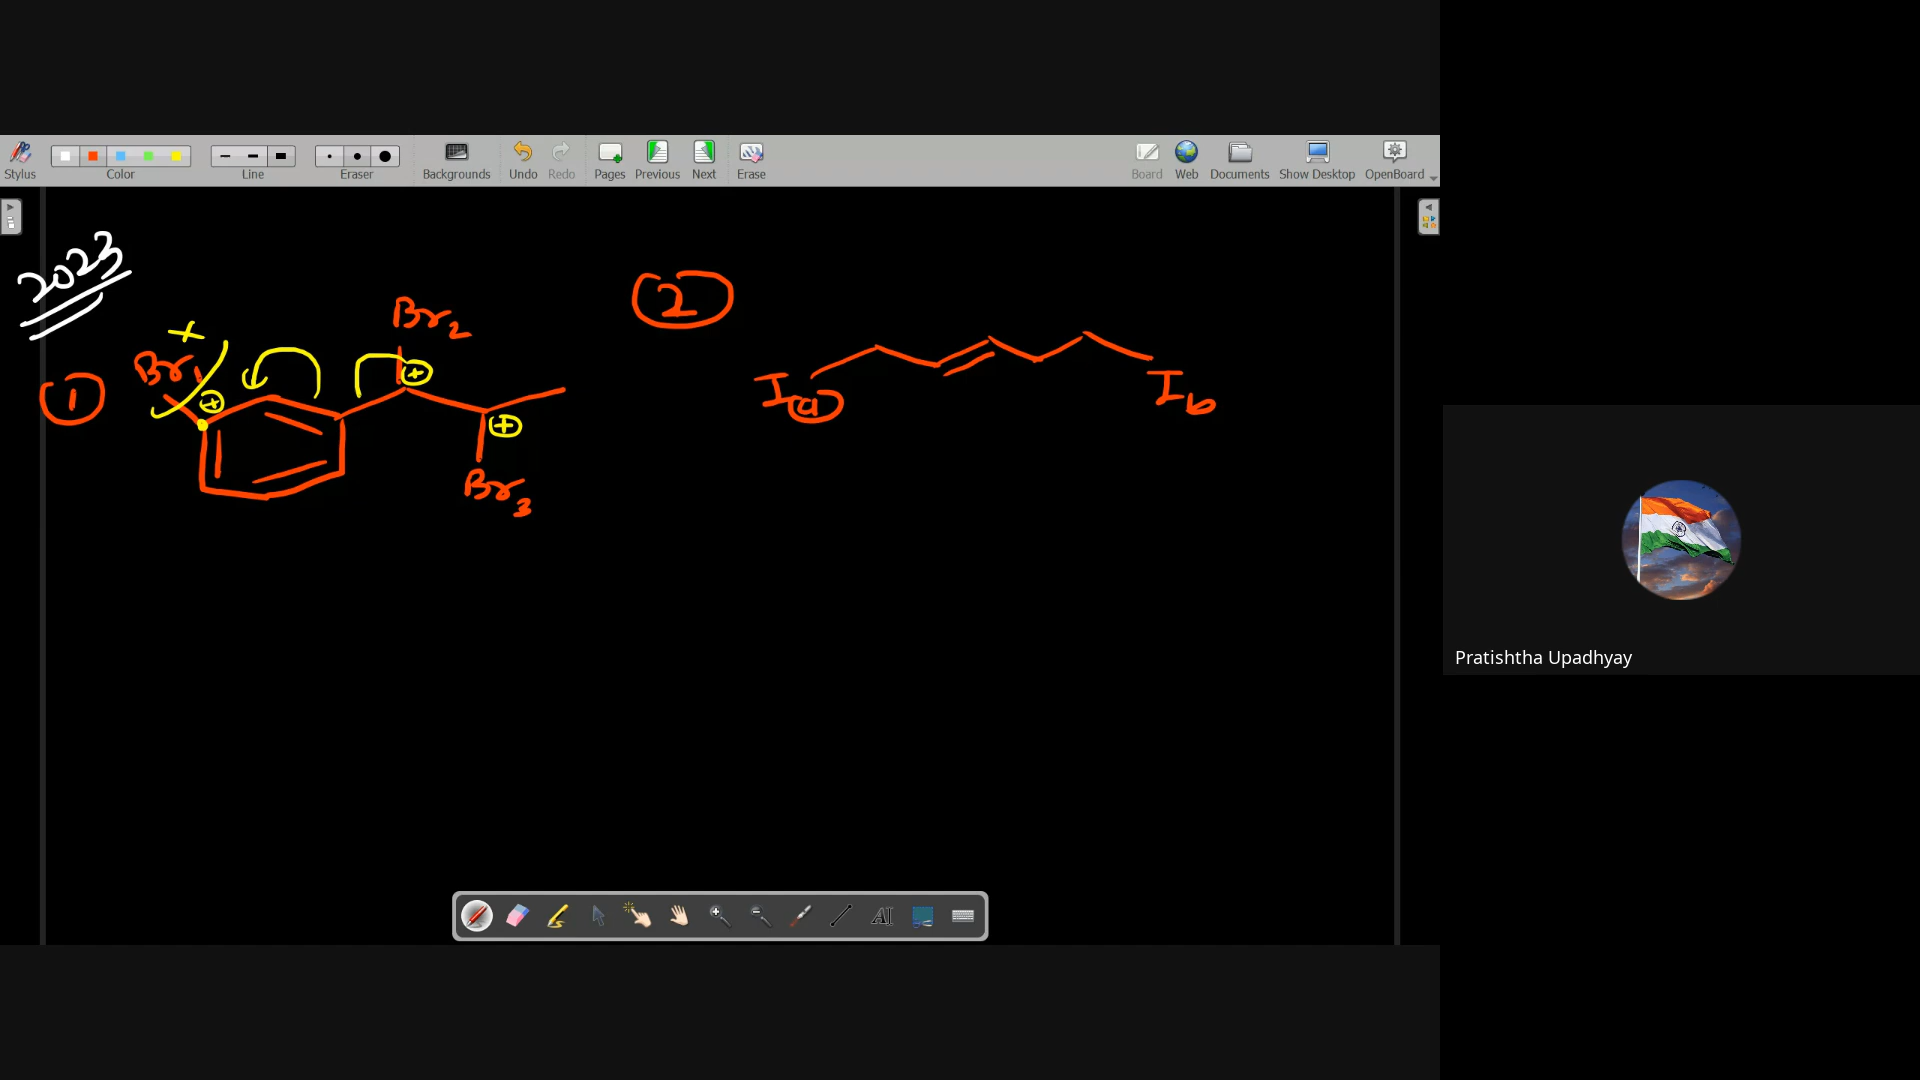 Stylus Color Line Eraser Backgrounds Undo Redo Pages Previous Next Erase Board Web Documents Show Desktop OpenBoard
2023
1 Br1 Br2 Br3
2 I(a) Ib
Pratishtha Upadhyay